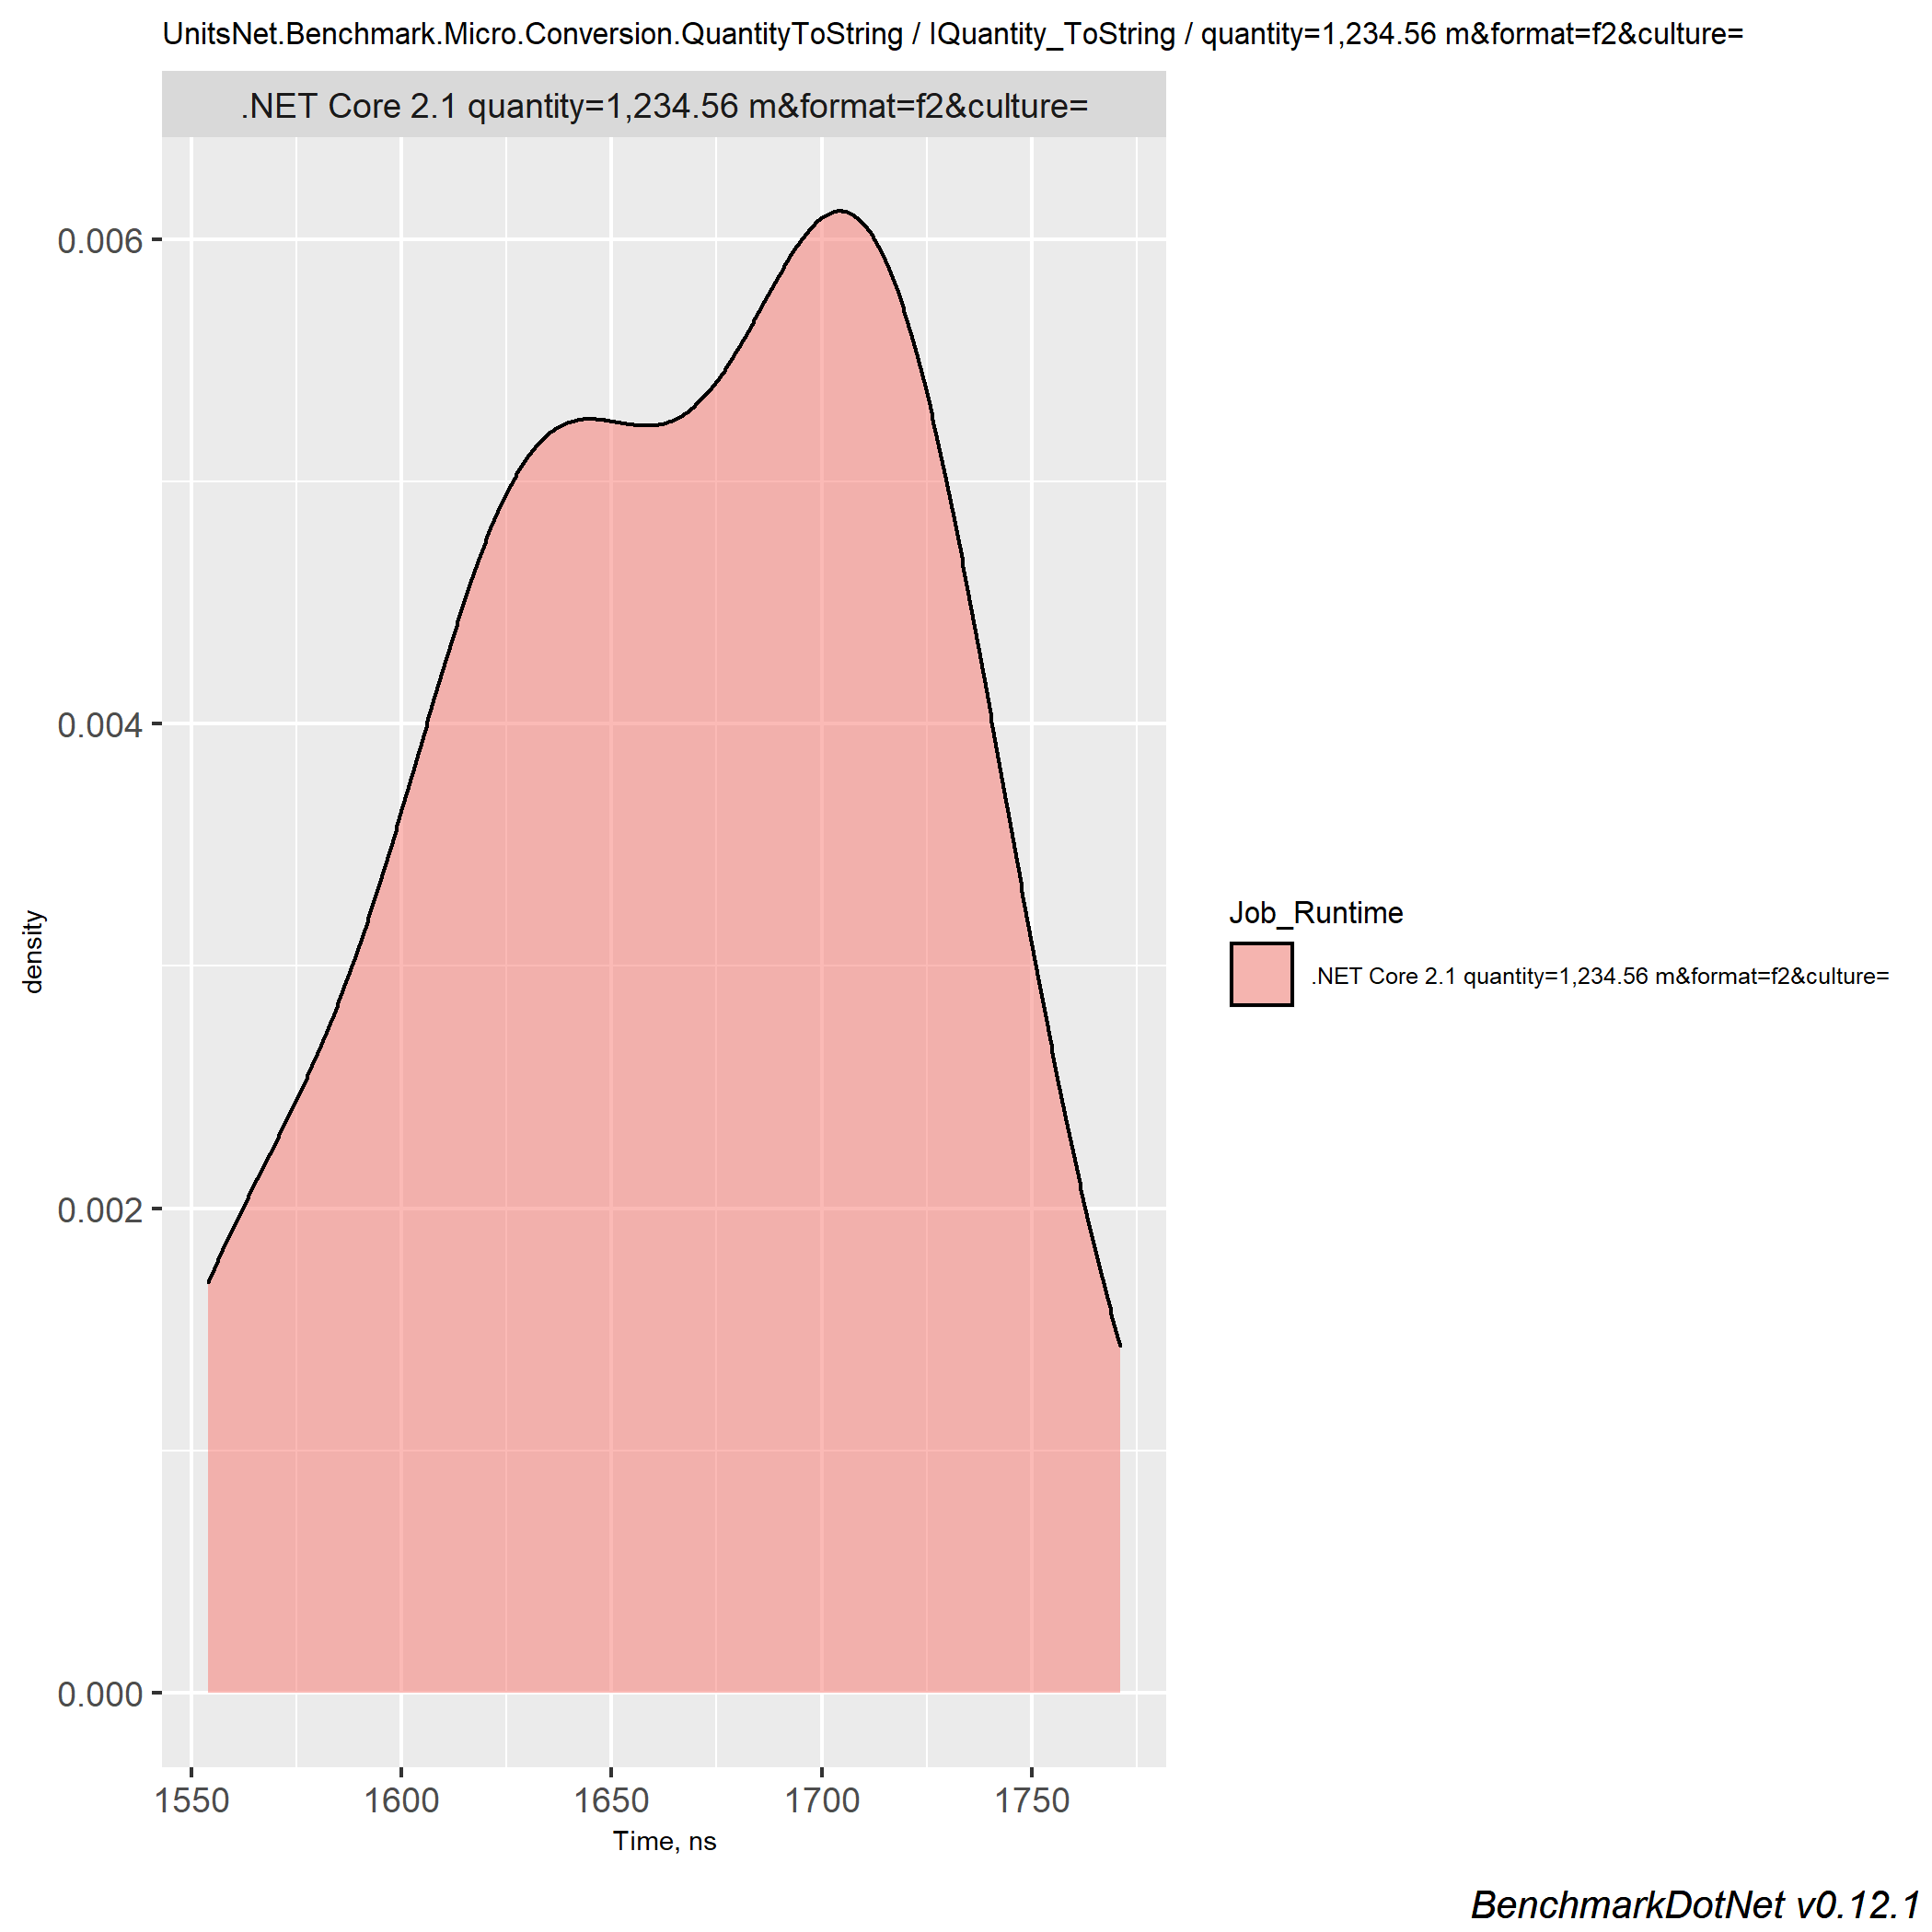 UnitsNet.Benchmark.Micro.Conversion.QuantityToString / IQuantity_ToString / quantity=1,234.56 m&format=f2&culture=
.NET Core 2.1 quantity=1,234.56 m&format=f2&culture=
0.006
0.004
0.002
0.000
density
1550 1600 1650 1700 1750
Time, ns
Job_Runtime
.NET Core 2.1 quantity=1,234.56 m&format=f2&culture=
BenchmarkDotNet v0.12.1